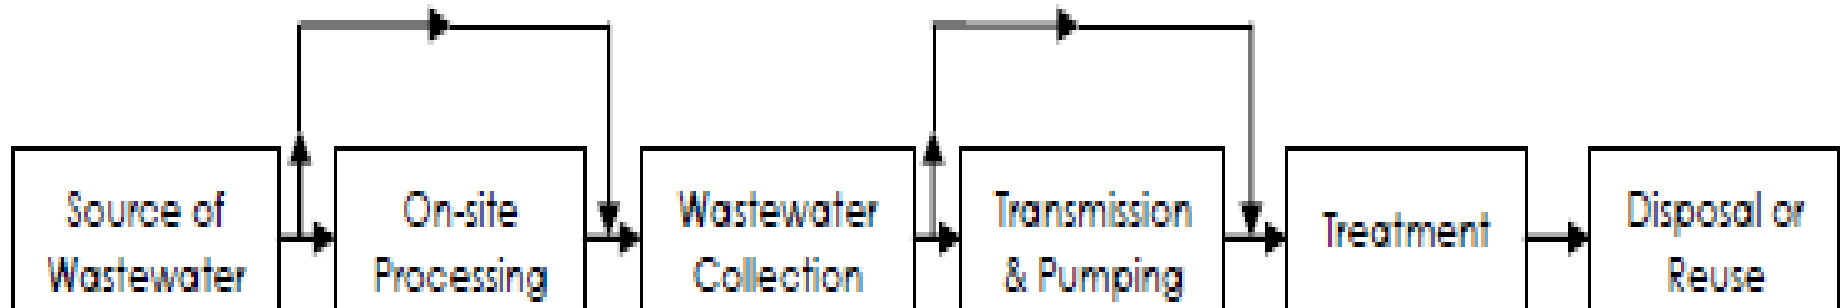 Source of
Wastewater
On-site
Processing
Wastewater
Collection
Transmission
& Pumping
Treatment
Disposal or
Reuse